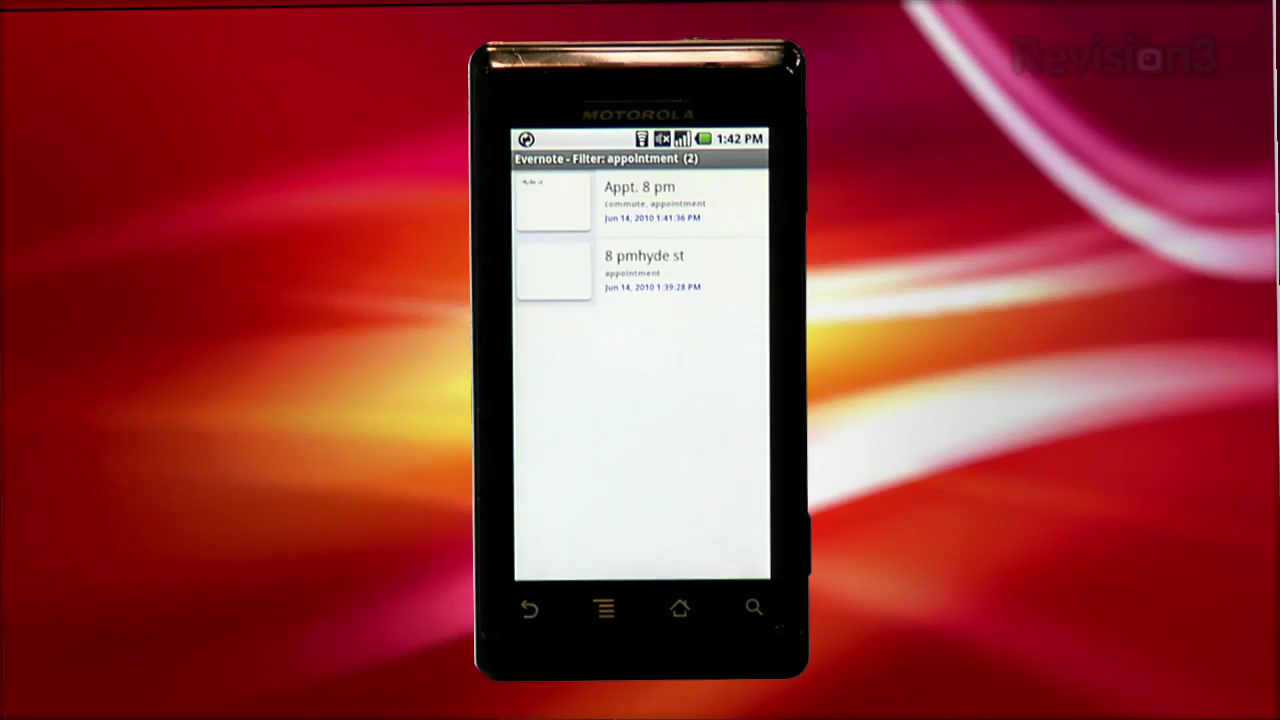 Revision3
MOTOROLA
1:42 PM
Evernote - Filter: appointment (2)
Appt. 8 pm
commute, appointment
Jun 14, 2010 1:41:36 PM
8 pmhyde st
appointment
Jun 14, 2010 1:39:28 PM